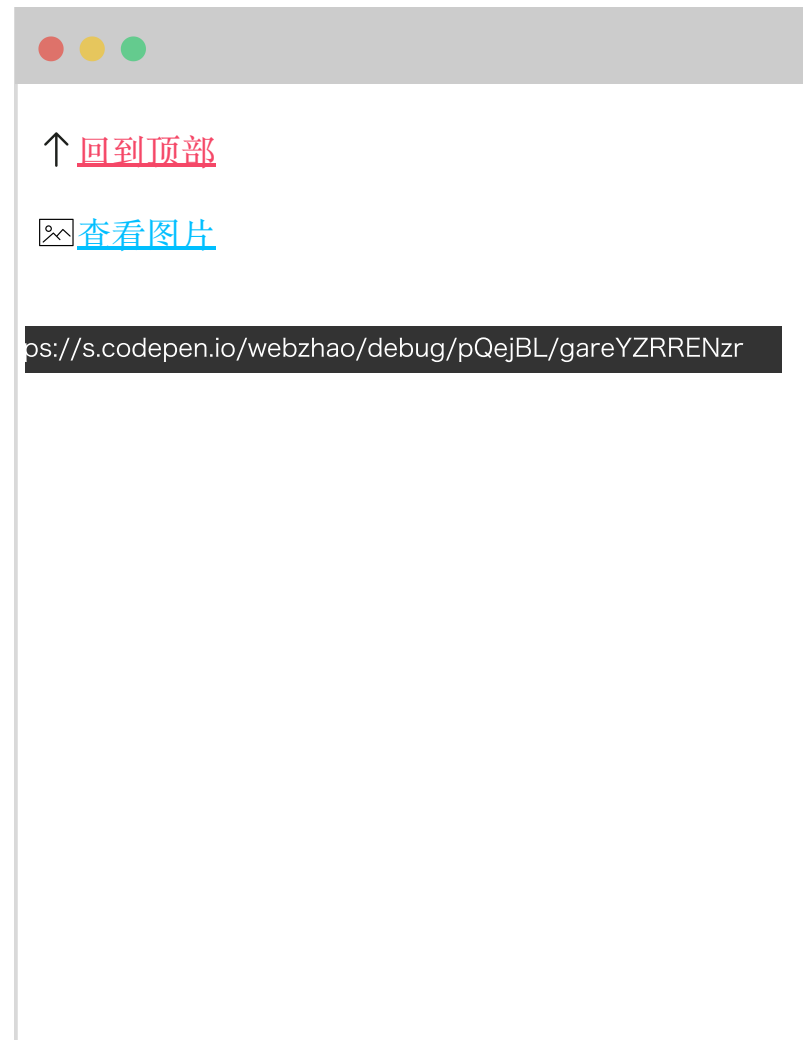 ↑回到顶部
查看图片
ps://s.codepen.io/webzhao/debug/pQejBL/gareYZRRENzr